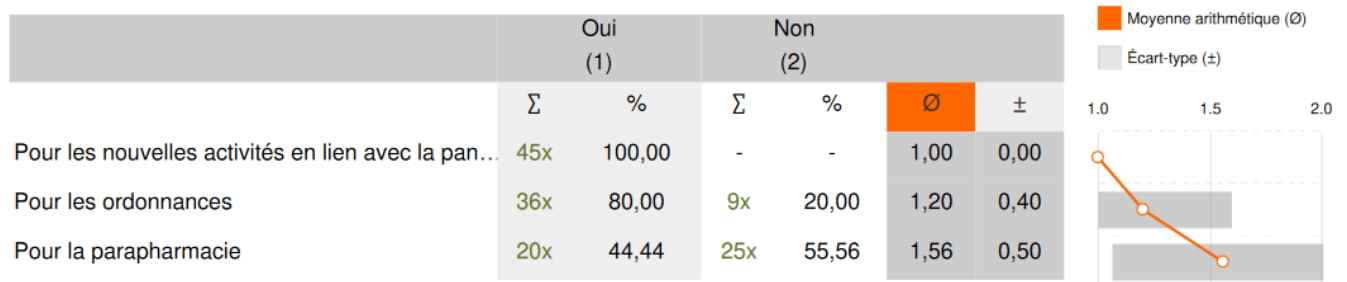 Oui Non
(1) (2)
Σ % Σ % Ø ±
Pour les nouvelles activités en lien avec la pan... 45x 100,00 - - 1,00 0,00
Pour les ordonnances 36x 80,00 9x 20,00 1,20 0,40
Pour la parapharmacie 20x 44,44 25x 55,56 1,56 0,50
Moyenne arithmétique (Ø)
Écart-type (±)
1.0 1.5 2.0